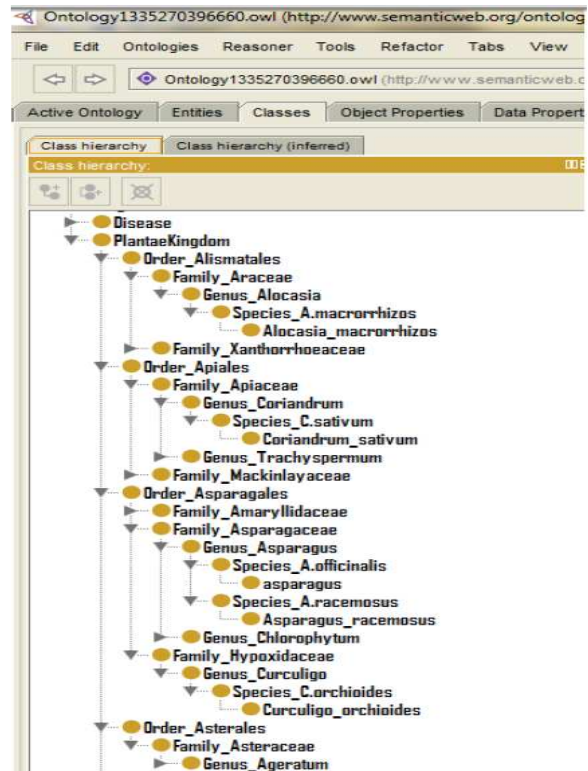 Ontology1335270396660.owl (http://www.semanticweb.org/ontolog
File Edit Ontologies Reasoner Tools Refactor Tabs View
Ontology1335270396660.owl (http://www.semanticweb.o
Active Ontology Entities Classes Object Properties Data Propert
Class hierarchy Class hierarchy (inferred)
Class hierarchy:
Disease
PlantaeKingdom
Order_Alismatales
Family_Araceae
Genus_Alocasia
Species_A.macrorrhizos
Alocasia_macrorrhizos
Family_Xanthorrhoeaceae
Order_Apiales
Family_Apiaceae
Genus_Coriandrum
Species_C.sativum
Coriandrum_sativum
Genus_Trachyspermum
Family_Mackinlayaceae
Order_Asparagales
Family_Amaryllidaceae
Family_Asparagaceae
Genus_Asparagus
Species_A.officinalis
asparagus
Species_A.racemosus
Asparagus_racemosus
Genus_Chlorophytum
Family_Hypoxidaceae
Genus_Curculigo
Species_C.orchioides
Curculigo_orchioides
Order_Asterales
Family_Asteraceae
Genus_Ageratum